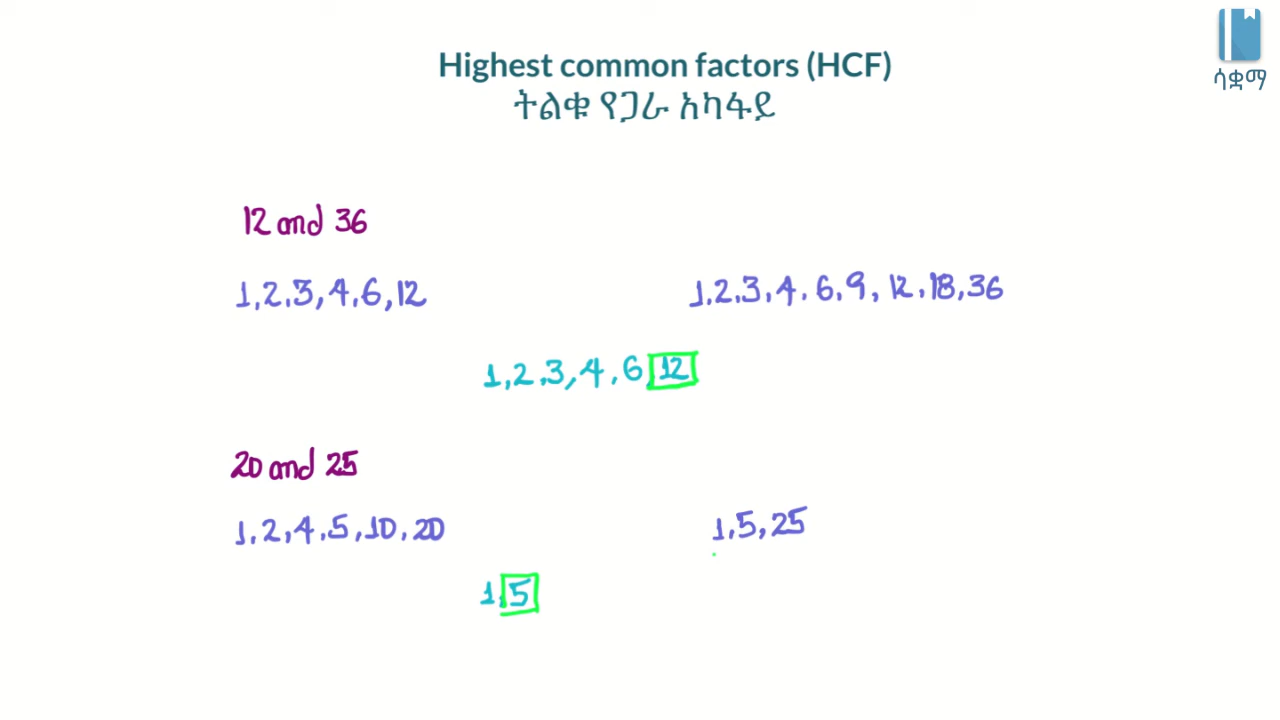 Highest common factors (HCF)
ትልቁ የጋራ አካፋይ
ሳቋማ
12 and 36
1,2,3,4,6,12
1,2,3,4,6,9,12,18,36
1,2,3,4,6,12
20 and 25
1,2,4,5,10,20
1,5,25
1,5